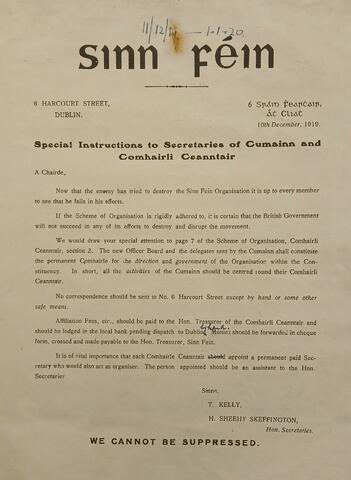 11/12/19 — 1-1-20.
sinn féin
6 HARCOURT STREET,
DUBLIN.
6 Sráid Fearchair,
át Cliat
10th December, 1919.
Special Instructions to Secretaries of Cumainn and
Comhairli Ceanntair
A Chairde,
Now that the enemy has tried to destroy the Sinn Fein Organisation it is up to every member
to see that he fails in his efforts.
If the Scheme of Organisation is rigidly adhered to, it is certain that the British Government
will not succeed in any of its efforts to destroy and disrupt the movement.
We would draw your special attention to page 7 of the Scheme of Organisation, Comhairli
Ceanntair, section 2. The new Officer Board and the delegates sent by the Cumainn shall constitute
the permanent Comhairle for the direction and government of the Organisation within the Con-
stituency. In short, all the activities of the Cumainn should be centred round their Comhairli
Ceanntair.
No correspondence should be sent to No. 6 Harcourt Street except by hand or some other
safe means.
Affiliation Fees, etc., should be paid to the Hon. Treasurer of the Comhairli Ceanntair and
should be lodged in the local bank pending dispatch to Dublin by hand. Monies should be forwarded in cheque
form, crossed and made payable to the Hon. Treasurer, Sinn Fein.
It is of vital importance that each Comhairle Ceanntair should appoint a permanent paid Secre-
tary who would also act as organiser. The person appointed should be an assistant to the Hon.
Secretary
Sinne,
T. KELLY,
H. SHEEHY SKEFFINGTON,
Hon. Secretaries.
WE CANNOT BE SUPPRESSED.